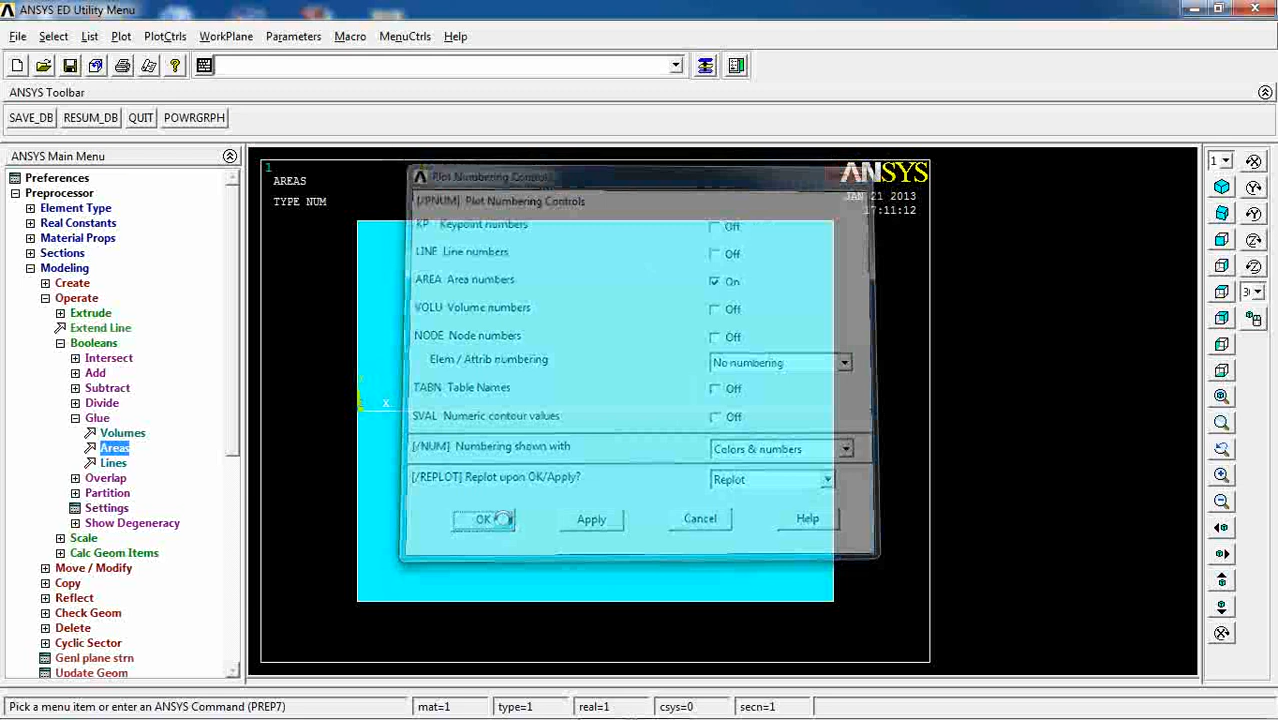 ANSYS ED Utility Menu
File Select List Plot PlotCtrls WorkPlane Parameters Macro MenuCtrls Help
ANSYS Toolbar
SAVE_DB RESUM_DB QUIT POWRGRPH
ANSYS Main Menu
Preferences
Preprocessor
Element Type
Real Constants
Material Props
Sections
Modeling
Create
Operate
Extrude
Extend Line
Booleans
Intersect
Add
Subtract
Divide
Glue
Volumes
Areas
Lines
Overlap
Partition
Settings
Show Degeneracy
Scale
Calc Geom Items
Move / Modify
Copy
Reflect
Check Geom
Delete
Cyclic Sector
Genl plane strn
Update Geom
1
AREAS
TYPE NUM
ANSYS
JAN 21 2013
17:11:12
X
Plot Numbering Controls
[/PNUM] Plot Numbering Controls
KP Keypoint numbers Off
LINE Line numbers Off
AREA Area numbers On
VOLU Volume numbers Off
NODE Node numbers Off
Elem / Attrib numbering No numbering
TABN Table Names Off
SVAL Numeric contour values Off
[/NUM] Numbering shown with Colors & numbers
[/REPLOT] Replot upon OK/Apply? Replot
OK Apply Cancel Help
1
Pick a menu item or enter an ANSYS Command (PREP7) mat=1 type=1 real=1 csys=0 secn=1